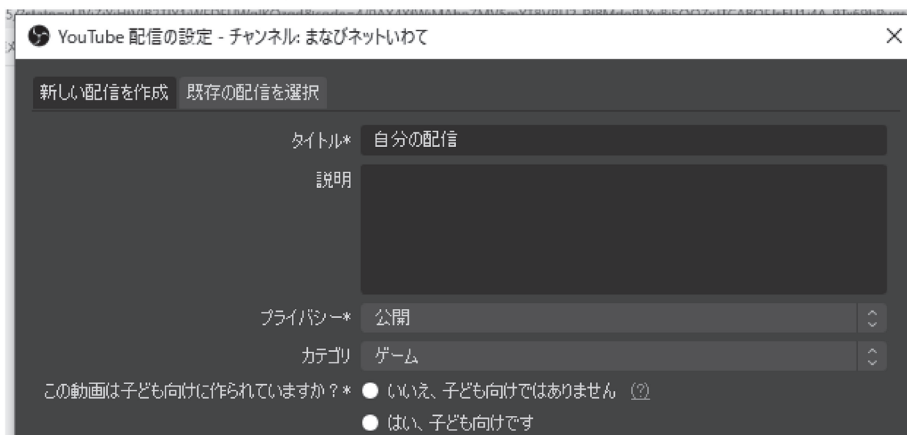 YouTube 配信の設定 - チャンネル: まなびネットいわて
新しい配信を作成 既存の配信を選択
タイトル* 自分の配信
説明
プライバシー* 公開
カテゴリ ゲーム
この動画は子ども向けに作られていますか？* いいえ、子ども向けではありません (?)
はい、子ども向けです